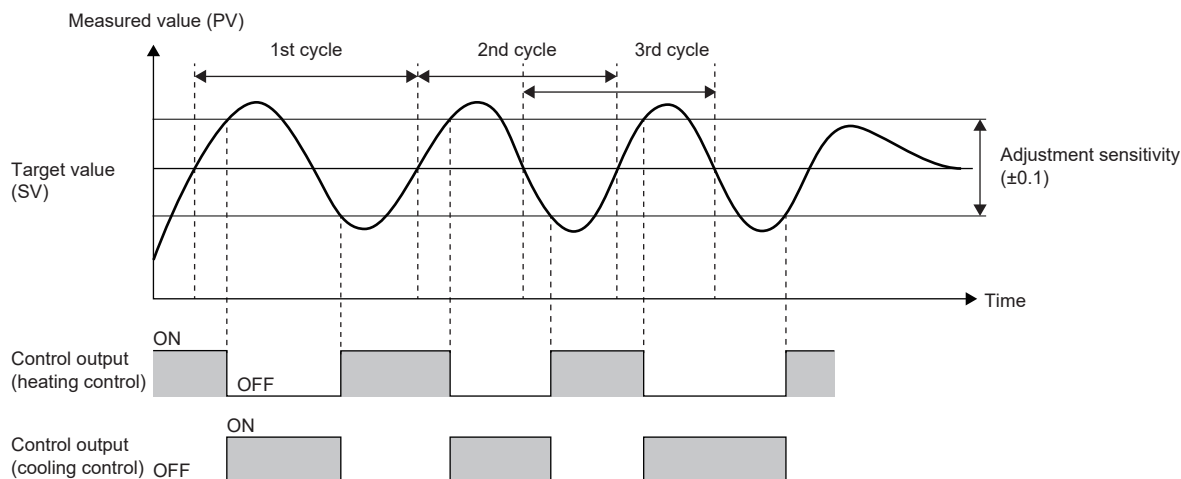 Measured value (PV)
1st cycle
2nd cycle
3rd cycle
Target value
(SV)
Adjustment sensitivity
(±0.1)
Time
ON
Control output
(heating control)
OFF
ON
Control output
(cooling control)
OFF